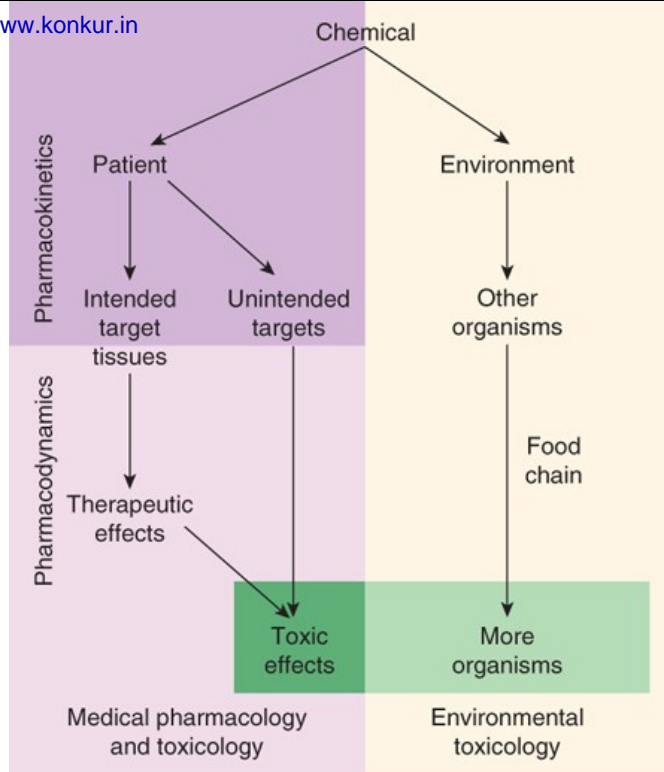 ww.konkur.in
Chemical
Pharmacokinetics
Patient
Environment
Intended
target
tissues
Unintended
targets
Other
organisms
Pharmacodynamics
Food
chain
Therapeutic
effects
Toxic
effects
More
organisms
Medical pharmacology
and toxicology
Environmental
toxicology